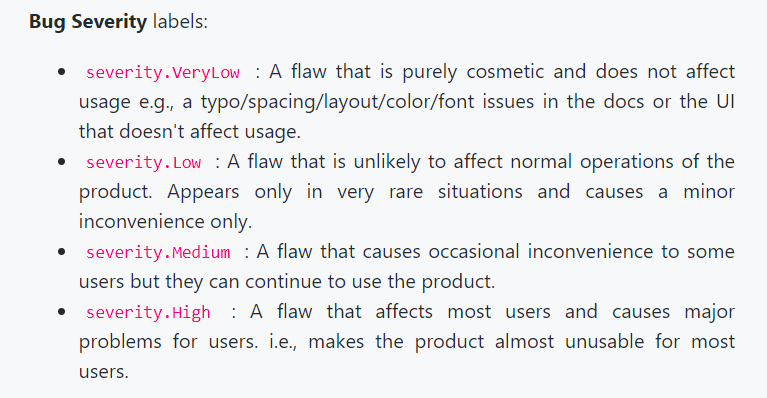 Bug Severity labels:
severity.VeryLow : A flaw that is purely cosmetic and does not affect
usage e.g., a typo/spacing/layout/color/font issues in the docs or the UI
that doesn't affect usage.
severity.Low : A flaw that is unlikely to affect normal operations of the
product. Appears only in very rare situations and causes a minor
inconvenience only.
severity.Medium : A flaw that causes occasional inconvenience to some
users but they can continue to use the product.
severity.High : A flaw that affects most users and causes major
problems for users. i.e., makes the product almost unusable for most
users.